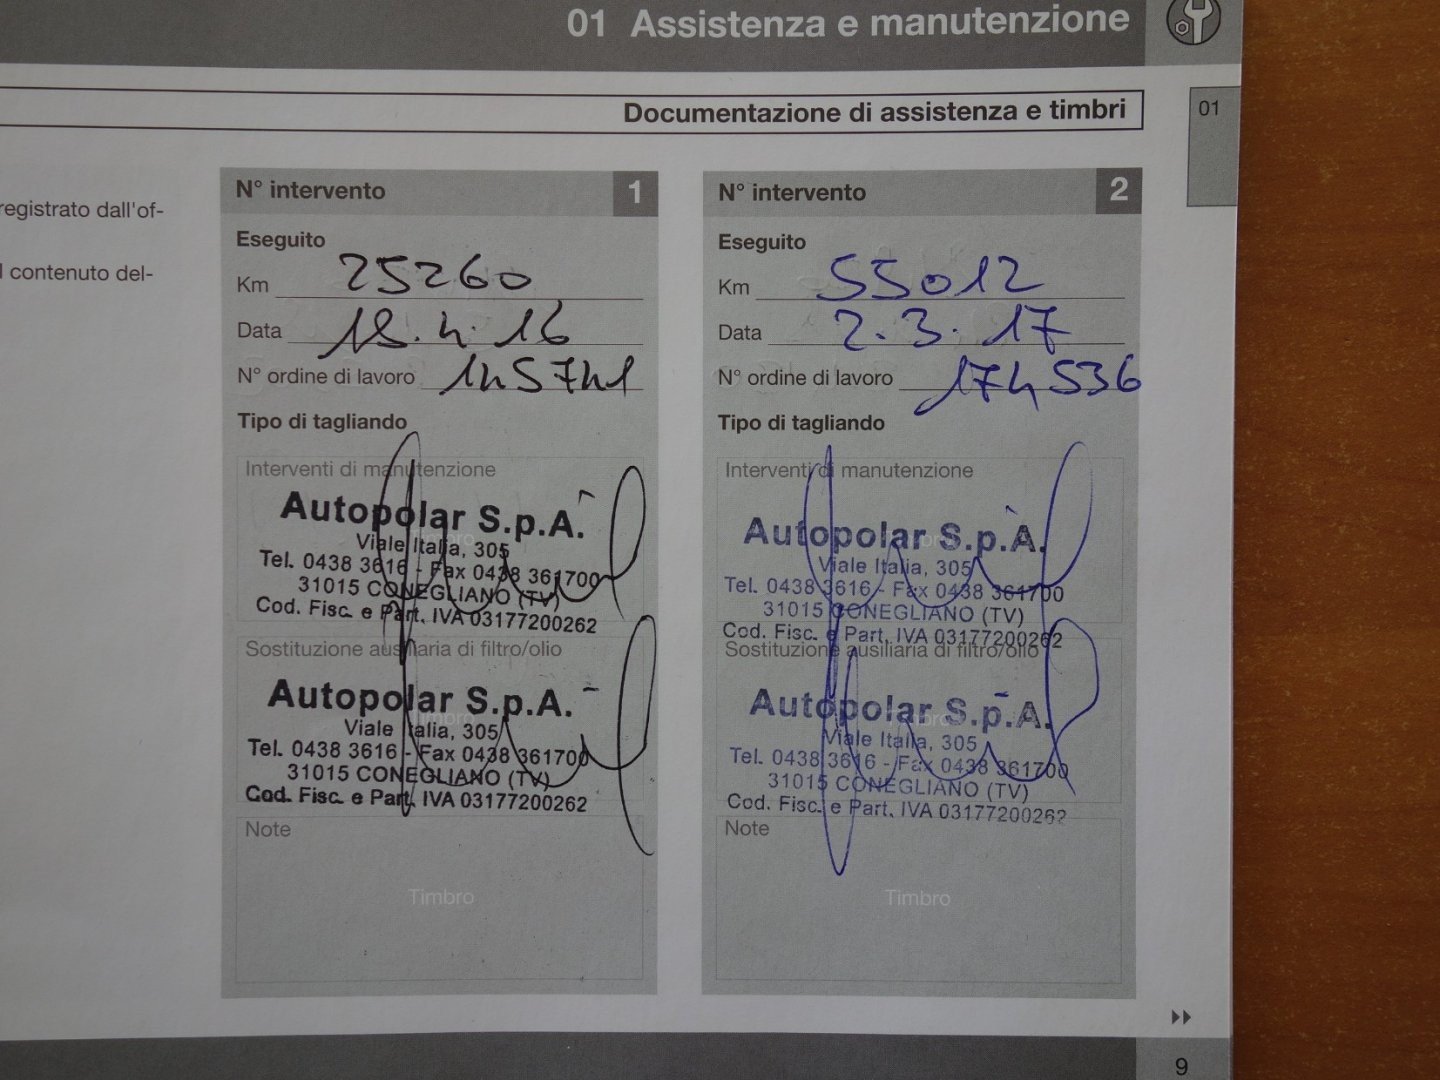 01 Assistenza e manutenzione
Documentazione di assistenza e timbri
01
registrato dall'of-
l contenuto del-
N° intervento 1
Eseguito
Km 25260
Data 18.4.16
N° ordine di lavoro 145741
Tipo di tagliando
Interventi di manutenzione
Autopolar S.p.A.
Viale Italia, 305
Tel. 0438 3616 - Fax 0438 361700
31015 CONEGLIANO (TV)
Cod. Fisc. e Part. IVA 03177200262
Sostituzione ausiliaria di filtro/olio
Timbro
Autopolar S.p.A.
Viale Italia, 305
Tel. 0438 3616 - Fax 0438 361700
31015 CONEGLIANO (TV)
Cod. Fisc. e Part. IVA 03177200262
Note
Timbro
N° intervento 2
Eseguito
Km 55012
Data 2.3.17
N° ordine di lavoro 174536
Tipo di tagliando
Interventi di manutenzione
Autopolar S.p.A.
Viale Italia, 305
Tel. 0438 3616 - Fax 0438 361700
31015 CONEGLIANO (TV)
Cod. Fisc. e Part. IVA 03177200262
Sostituzione ausiliaria di filtro/olio
Timbro
Autopolar S.p.A.
Viale Italia, 305
Tel. 0438 3616 - Fax 0438 361700
31015 CONEGLIANO (TV)
Cod. Fisc. e Part. IVA 03177200262
Note
Timbro
9